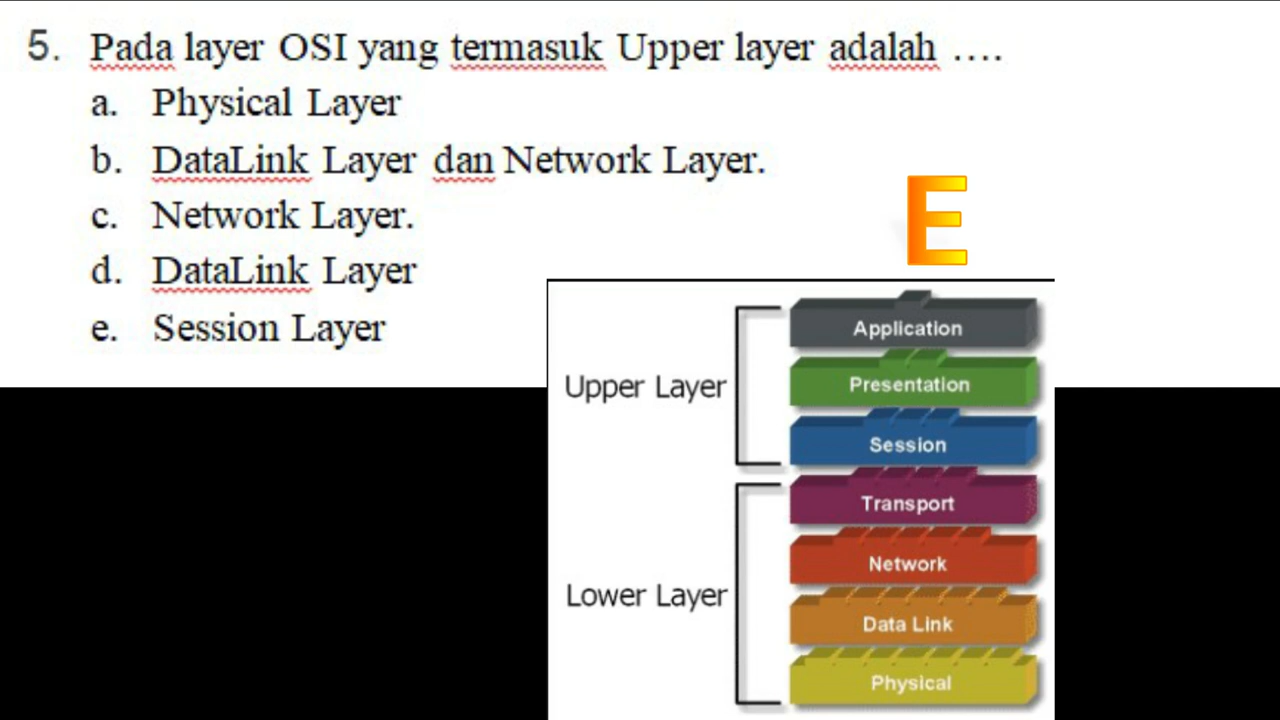 5. Pada layer OSI yang termasuk Upper layer adalah ….
a. Physical Layer
b. DataLink Layer dan Network Layer.
c. Network Layer.
d. DataLink Layer
e. Session Layer
E
Upper Layer
Application
Presentation
Session
Lower Layer
Transport
Network
Data Link
Physical